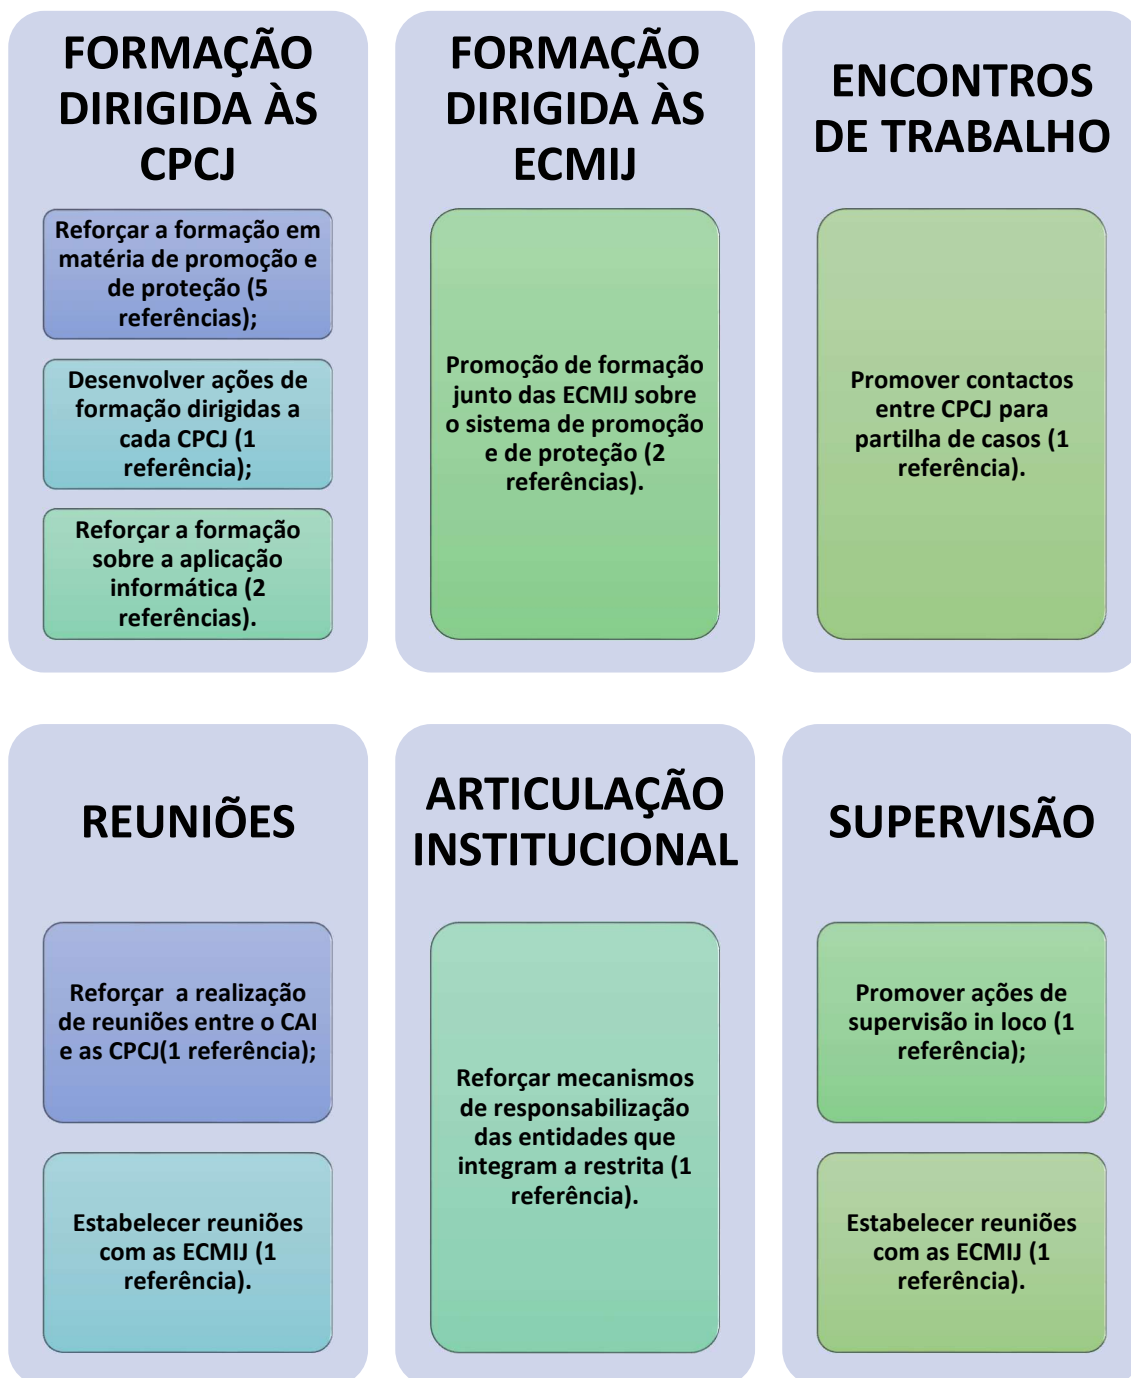 FORMAÇÃO
DIRIGIDA ÀS
CPCJ
Reforçar a formação em
matéria de promoção e
de proteção (5
referências);
Desenvolver ações de
formação dirigidas a
cada CPCJ (1
referência);
Reforçar a formação
sobre a aplicação
informática (2
referências).
FORMAÇÃO
DIRIGIDA ÀS
ECMIJ
Promoção de formação
junto das ECMIJ sobre
o sistema de promoção
e de proteção (2
referências).
ENCONTROS
DE TRABALHO
Promover contactos
entre CPCJ para
partilha de casos (1
referência).
REUNIÕES
Reforçar  a realização
de reuniões entre o CAI
e as CPCJ(1 referência);
Estabelecer reuniões
com as ECMIJ (1
referência).
ARTICULAÇÃO
INSTITUCIONAL
Reforçar mecanismos
de responsabilização
das entidades que
integram a restrita (1
referência).
SUPERVISÃO
Promover ações de
supervisão in loco (1
referência);
Estabelecer reuniões
com as ECMIJ (1
referência).